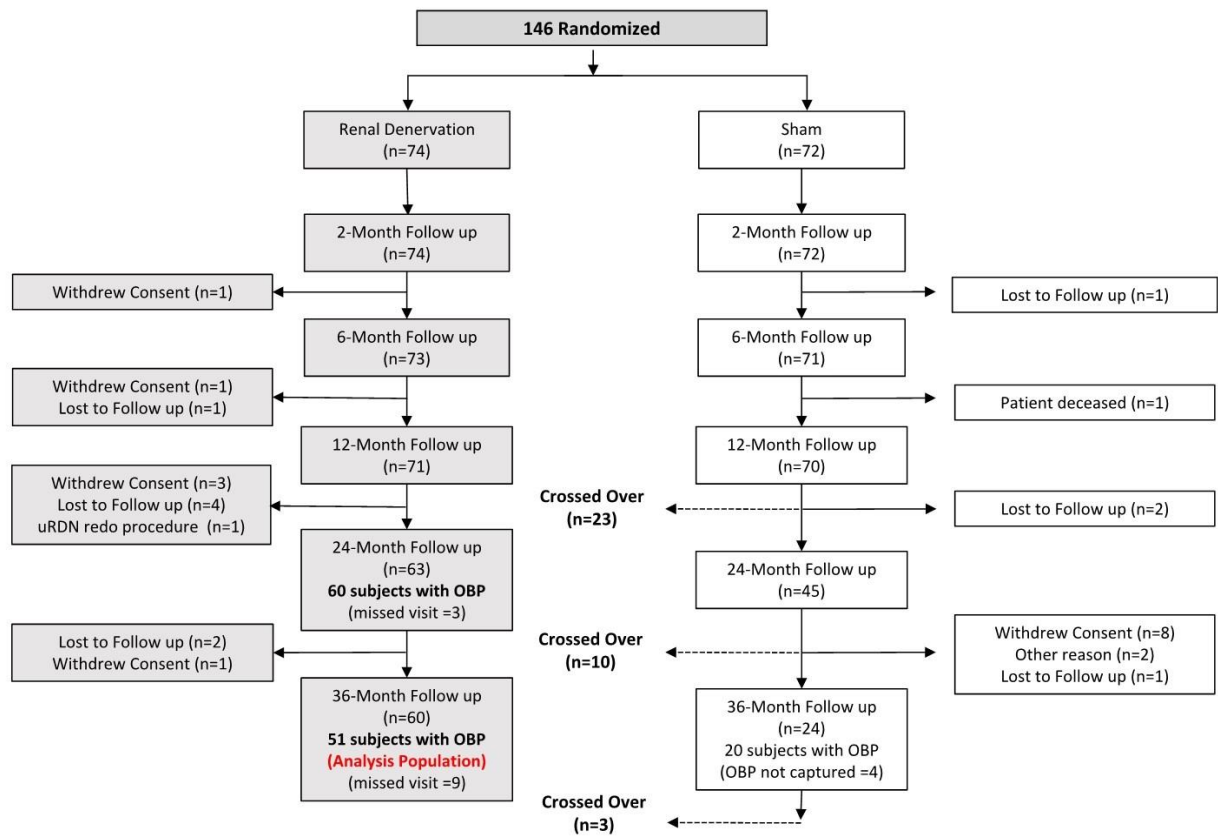 146 Randomized
Renal Denervation
(n=74)
Sham
(n=72)
2-Month Follow up
(n=74)
2-Month Follow up
(n=72)
Withdrew Consent (n=1)
Lost to Follow up (n=1)
6-Month Follow up
(n=73)
6-Month Follow up
(n=71)
Withdrew Consent (n=1)
Lost to Follow up (n=1)
Patient deceased (n=1)
12-Month Follow up
(n=71)
12-Month Follow up
(n=70)
Withdrew Consent (n=3)
Lost to Follow up (n=4)
uRDN redo procedure (n=1)
Crossed Over
(n=23)
Lost to Follow up (n=2)
24-Month Follow up
(n=63)
60 subjects with OBP
(missed visit =3)
24-Month Follow up
(n=45)
Lost to Follow up (n=2)
Withdrew Consent (n=1)
Crossed Over
(n=10)
Withdrew Consent (n=8)
Other reason (n=2)
Lost to Follow up (n=1)
36-Month Follow up
(n=60)
51 subjects with OBP
(Analysis Population)
(missed visit =9)
36-Month Follow up
(n=24)
20 subjects with OBP
(OBP not captured =4)
Crossed Over
(n=3)